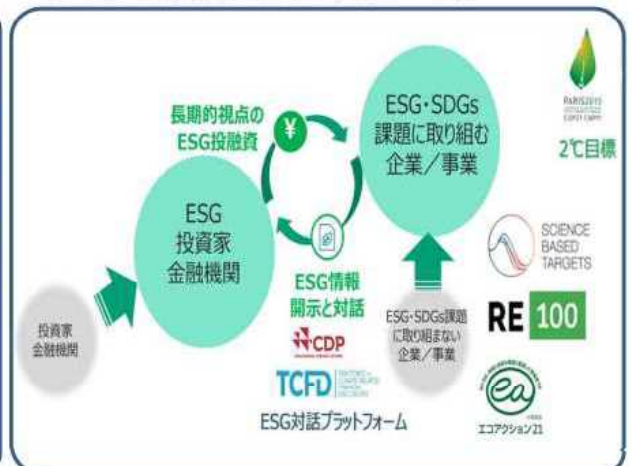 長期的視点の
ESG投融資
¥
ESG・SDGs
課題に取り組む
企業／事業
PARIS2015
COP21・CMP11
2℃目標
ESG
投資家
金融機関
ESG情報
開示と対話
投資家
金融機関
CDP
TCFD
ESG対話プラットフォーム
ESG・SDGs課題
に取り組まない
企業／事業
SCIENCE
BASED
TARGETS
RE 100
ea
エコアクション21